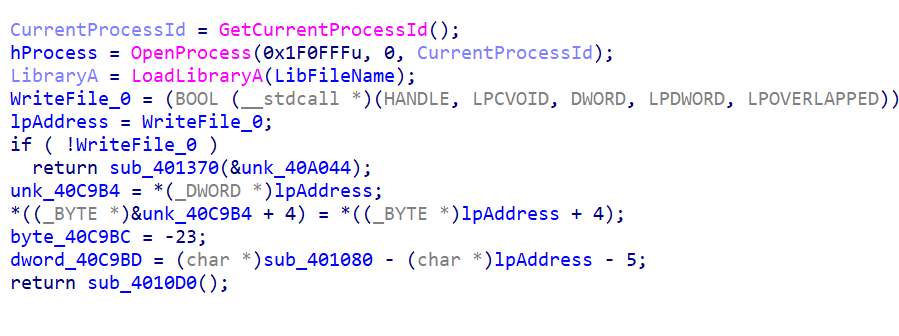 CurrentProcessId = GetCurrentProcessId();
hProcess = OpenProcess(0x1F0FFFu, 0, CurrentProcessId);
LibraryA = LoadLibraryA(LibFileName);
WriteFile_0 = (BOOL (__stdcall *)(HANDLE, LPCVOID, DWORD, LPDWORD, LPOVERLAPPED))
lpAddress = WriteFile_0;
if ( !WriteFile_0 )
return sub_401370(&unk_40A044);
unk_40C9B4 = *(_DWORD *)lpAddress;
*((_BYTE *)&unk_40C9B4 + 4) = *((_BYTE *)lpAddress + 4);
byte_40C9BC = -23;
dword_40C9BD = (char *)sub_401080 - (char *)lpAddress - 5;
return sub_4010D0();